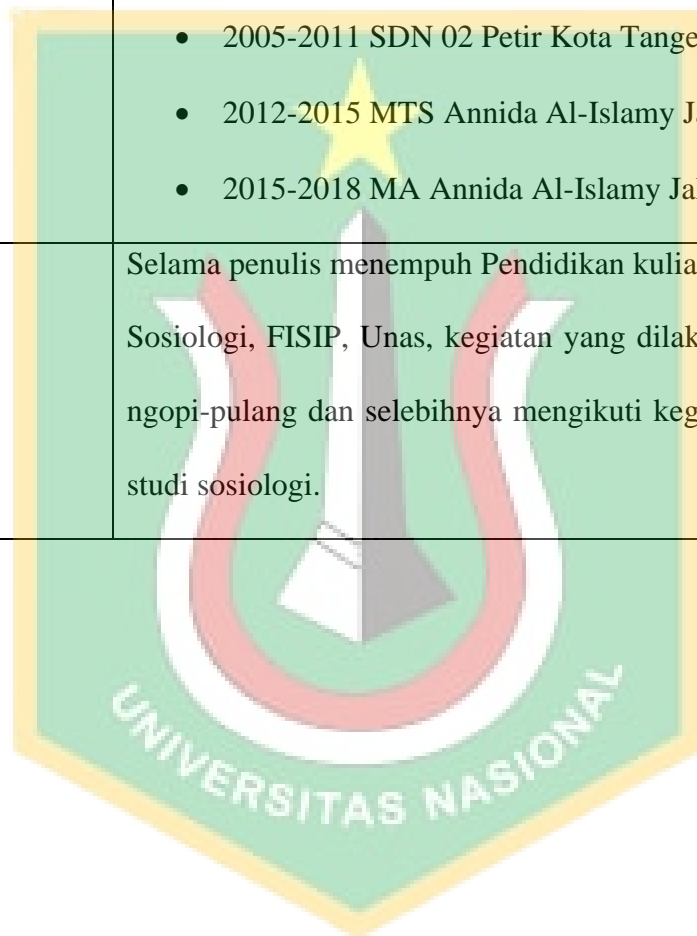 • 2005-2011 SDN 02 Petir Kota Tange
• 2012-2015 MTS Annida Al-Islamy J
• 2015-2018 MA Annida Al-Islamy Ja
Selama penulis menempuh Pendidikan kulia
Sosiologi, FISIP, Unas, kegiatan yang dilak
ngopi-pulang dan selebihnya mengikuti keg
studi sosiologi.
UNIVERSITAS NASIONAL